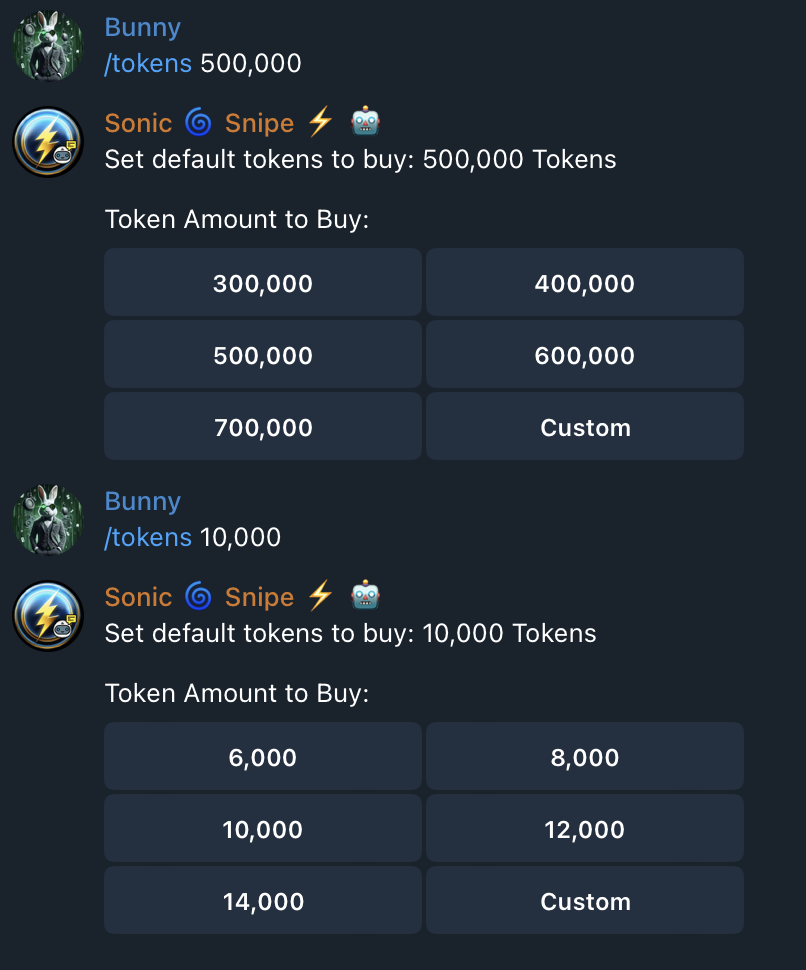 Bunny
/tokens 500,000
Sonic 🌀 Snipe ⚡ 🤖
Set default tokens to buy: 500,000 Tokens
Token Amount to Buy:
300,000 400,000
500,000 600,000
700,000 Custom
Bunny
/tokens 10,000
Sonic 🌀 Snipe ⚡ 🤖
Set default tokens to buy: 10,000 Tokens
Token Amount to Buy:
6,000 8,000
10,000 12,000
14,000 Custom